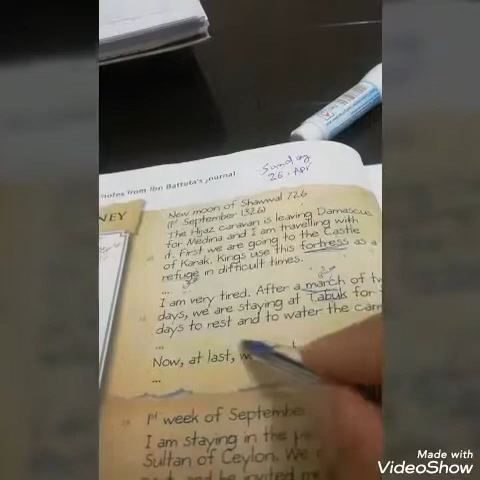 notes from Ibn Battuta's journal
Sunday
26. Apr
NEY
New moon of Shawwal 726
(1st September 1326)
The Hijaz caravan is leaving Damascus
for Medina and I am travelling with
it. First we are going to the Castle
of Karak. Kings use this fortress as a
refuge in difficult times.
...
I am very tired. After a march of
days, we are staying at Tabuk for
days to rest and to water the
...
Now, at last,
...
1st week of September
I am staying in the
Sultan of Ceylon. We
and he invited
Made with
VideoShow